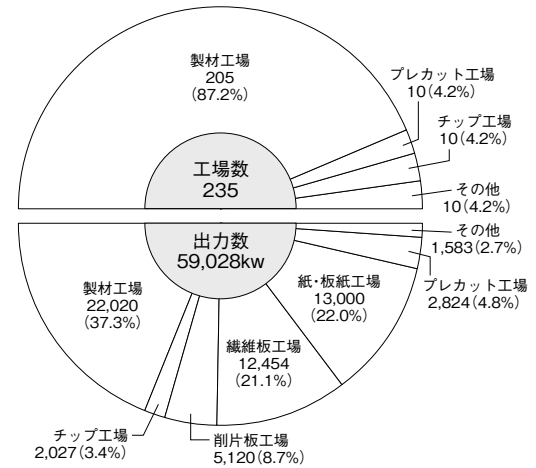 製材工場
205
(87.2%)
プレカット工場
10(4.2%)
チップ工場
10(4.2%)
その他
10(4.2%)
工場数
235
出力数
59,028kw
その他
1,583(2.7%)
プレカット工場
2,824(4.8%)
紙・板紙工場
13,000
(22.0%)
繊維板工場
12,454
(21.1%)
削片板工場
5,120(8.7%)
チップ工場
2,027(3.4%)
製材工場
22,020
(37.3%)